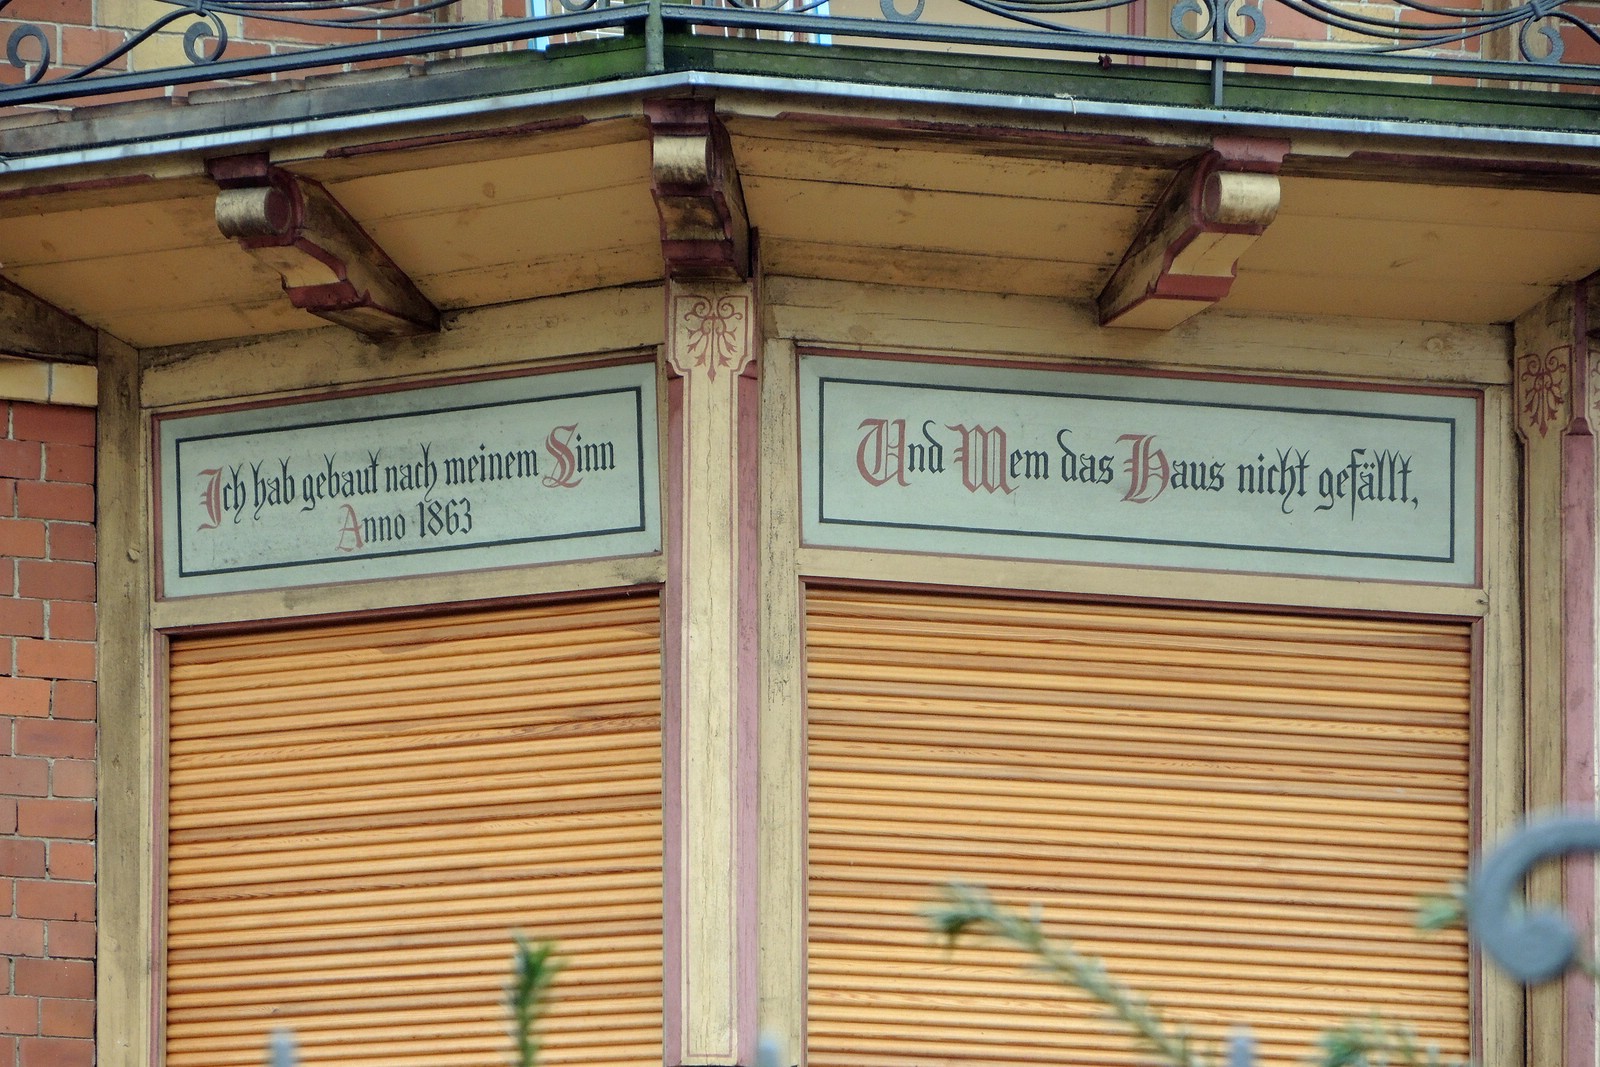 Ich hab gebaut nach meinem Sinn
Anno 1863
Und Wem das Haus nicht gefällt,